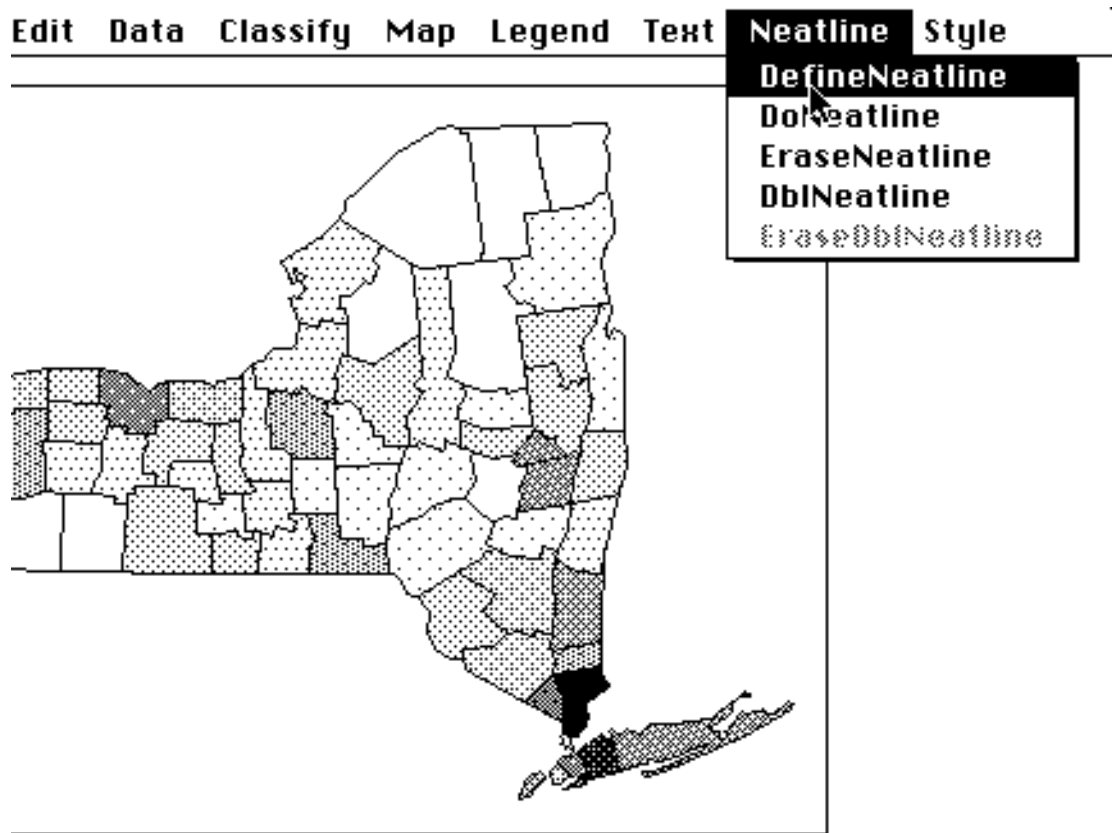 Edit Data Classify Map Legend Text Neatline Style
DefineNeatline
DoNeatline
EraseNeatline
DblNeatline
EraseDblNeatline